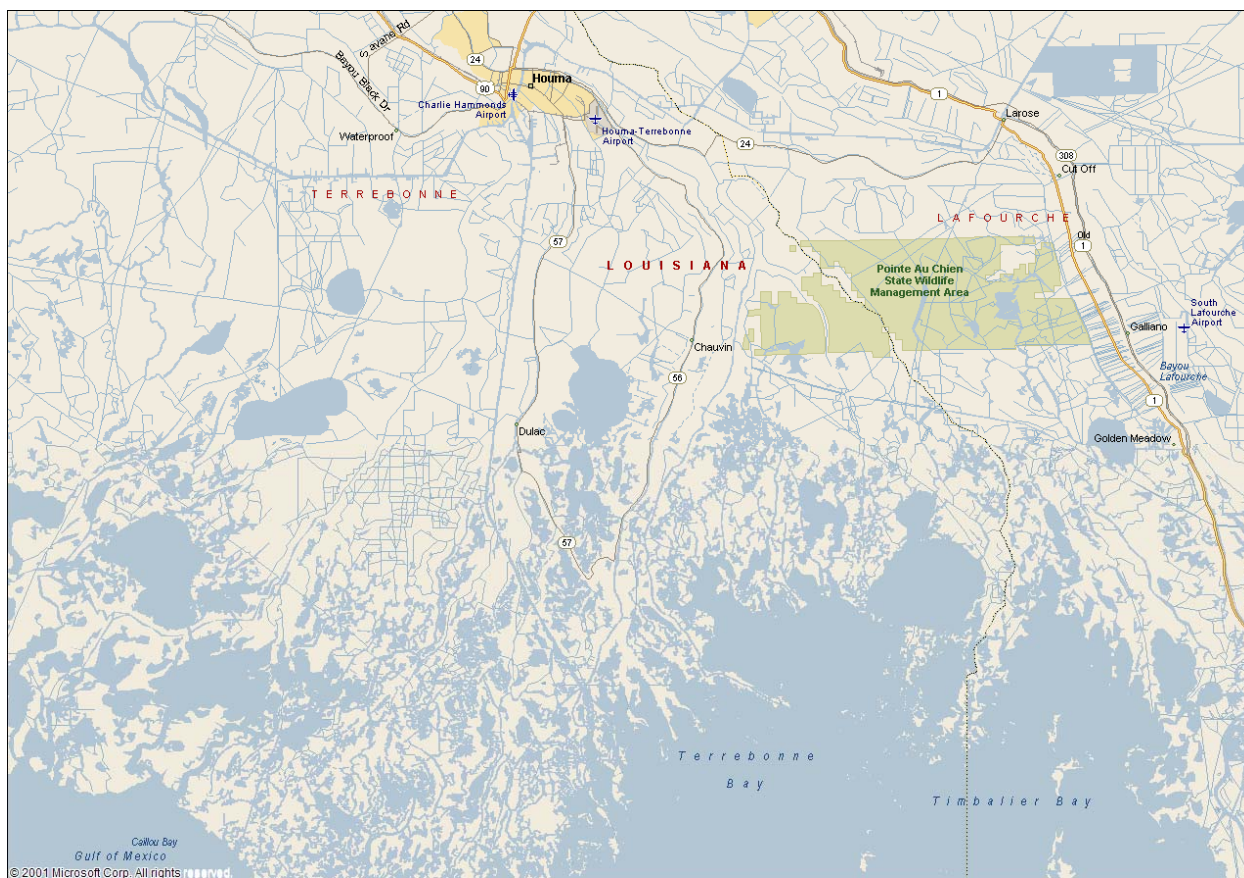 Savane Rd
Bayou Black Dr.
24
90
Houma
Charlie Hammonds
Airport
Houma-Terrebonne
Airport
Waterproof
1
Larose
24
308
Cut Off
TERREBONNE
LAFOURCHE
Old
1
57
LOUISIANA
Pointe Au Chien
State Wildlife
Management Area
South
Lafourche
Airport
Galliano
Chauvin
Bayou
Lafourche
56
1
Dulac
Golden Meadow
57
Terrebonne
Bay
Timbalier Bay
Caillou Bay
Gulf of Mexico
© 2001 Microsoft Corp. All rights reserved.